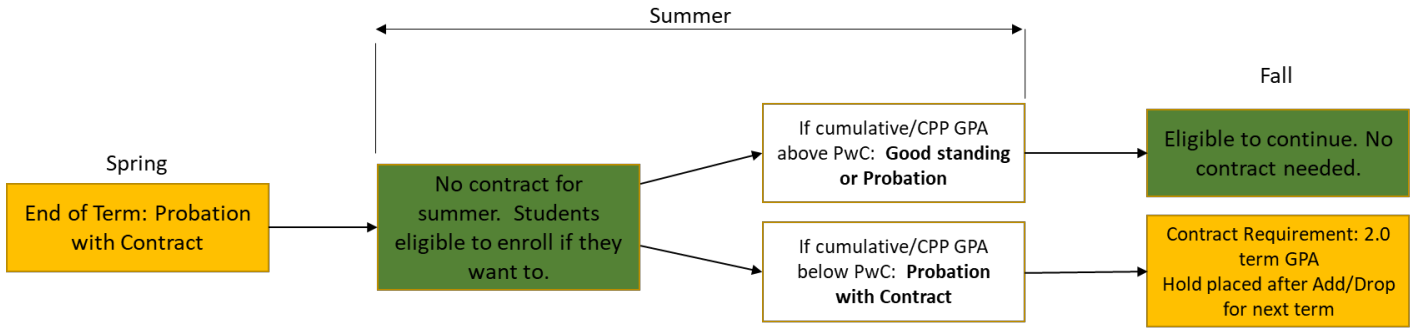 Summer
Fall
Spring
End of Term: Probation
with Contract
No contract for
summer.  Students
eligible to enroll if they
want to.
If cumulative/CPP GPA
above PwC:  Good standing
or Probation
Eligible to continue. No
contract needed.
If cumulative/CPP GPA
below PwC:  Probation
with Contract
Contract Requirement: 2.0
term GPA
Hold placed after Add/Drop
for next term